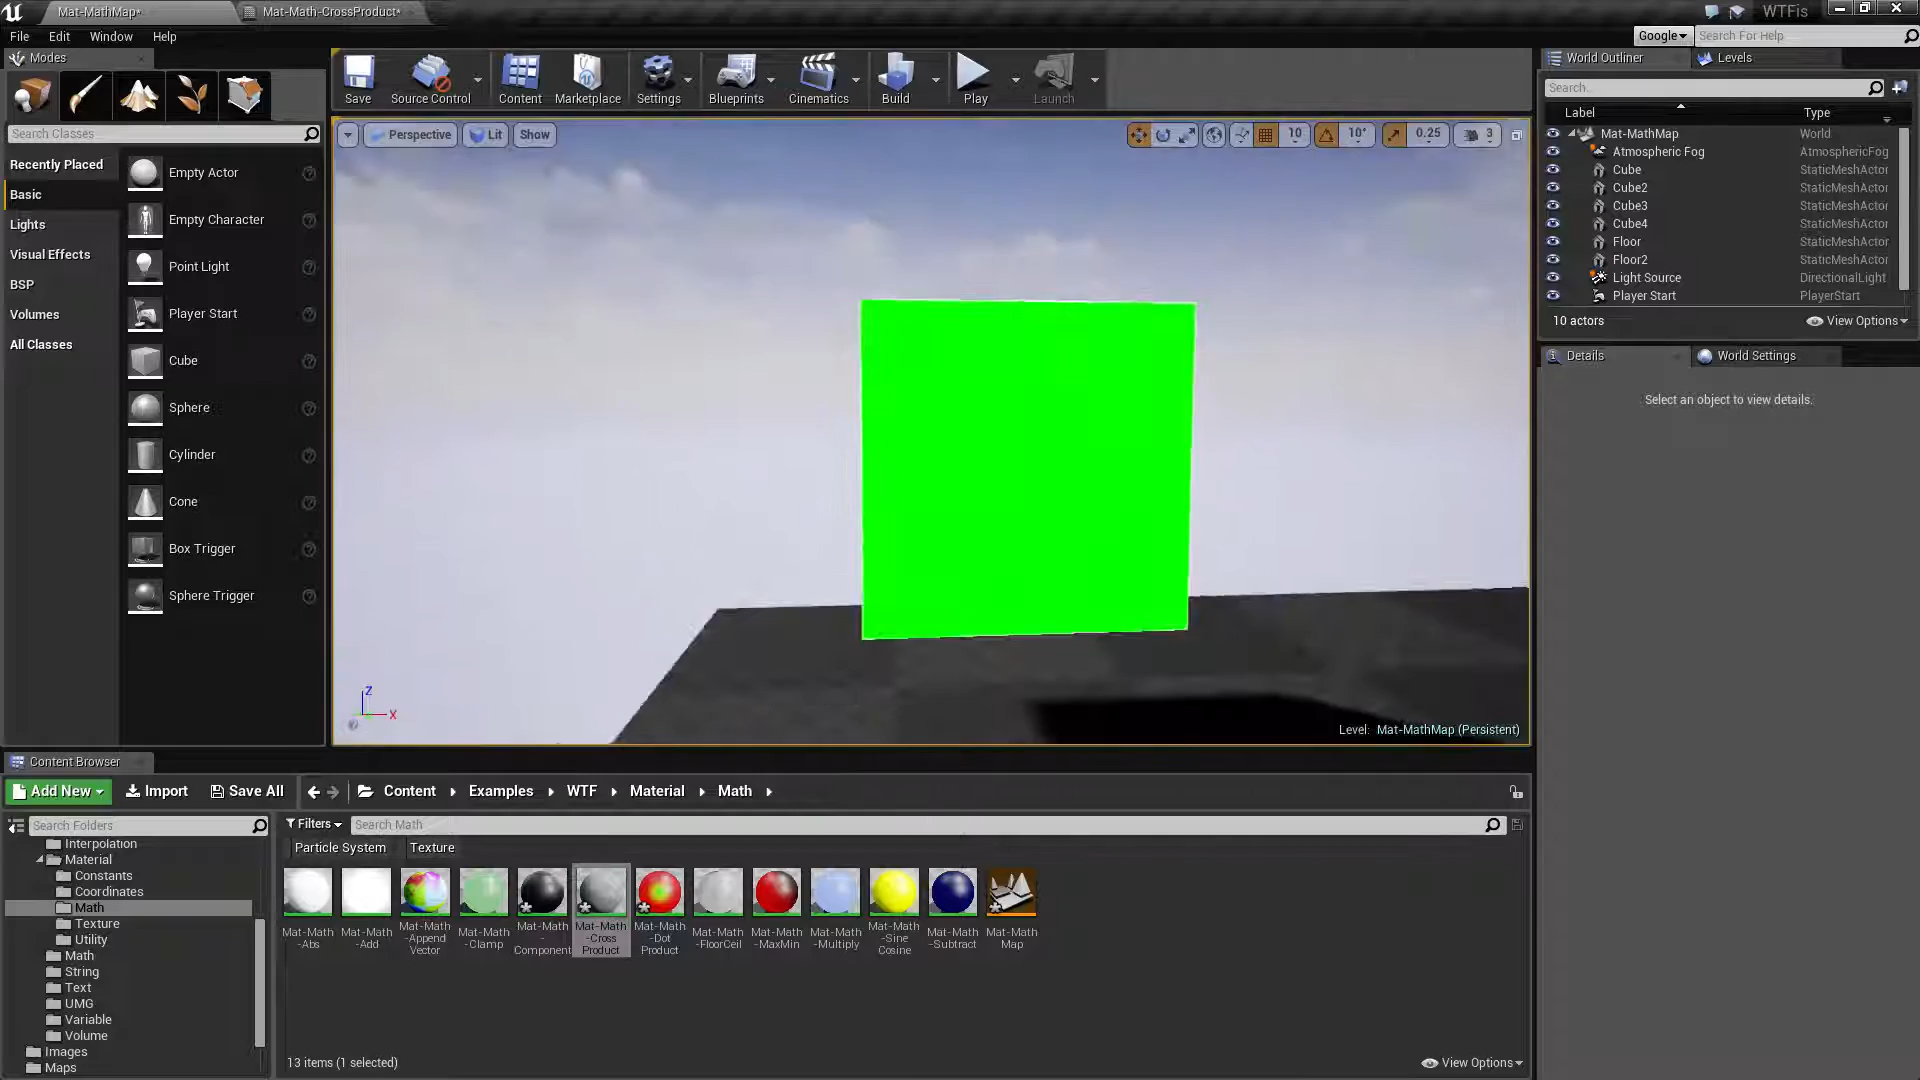 Mat-MathMap*
Mat-Math-CrossProduct*
WTFis
File Edit Window Help
Google
Search For Help
Modes
Search Classes
Recently Placed
Basic
Lights
Visual Effects
BSP
Volumes
All Classes
Empty Actor
Empty Character
Point Light
Player Start
Cube
Sphere
Cylinder
Cone
Box Trigger
Sphere Trigger
Save
Source Control
Content
Marketplace
Settings
Blueprints
Cinematics
Build
Play
Launch
Perspective
Lit
Show
10
10°
0.25
3
Z
X
Level: Mat-MathMap (Persistent)
World Outliner
Levels
Search...
Label Type
Mat-MathMap World
Atmospheric Fog AtmosphericFog
Cube StaticMeshActor
Cube2 StaticMeshActor
Cube3 StaticMeshActor
Cube4 StaticMeshActor
Floor StaticMeshActor
Floor2 StaticMeshActor
Light Source DirectionalLight
Player Start PlayerStart
10 actors
View Options
Details
World Settings
Select an object to view details.
Content Browser
Add New
Import
Save All
Content
Examples
WTF
Material
Math
Search Folders
Interpolation
Material
Constants
Coordinates
Math
Texture
Utility
Math
String
Text
UMG
Variable
Volume
Images
Maps
Filters
Search Math
Particle System
Texture
Mat-Math
-Abs
Mat-Math
-Add
Mat-Math
-Append
Vector
Mat-Math
-Clamp
Mat-Math
-
Component
Mat-Math
-Cross
Product
Mat-Math
-Dot
Product
Mat-Math
-FloorCeil
Mat-Math
-MaxMin
Mat-Math
-Multiply
Mat-Math
-Sine
Cosine
Mat-Math
-Subtract
Mat-Math
Map
13 items (1 selected)
View Options